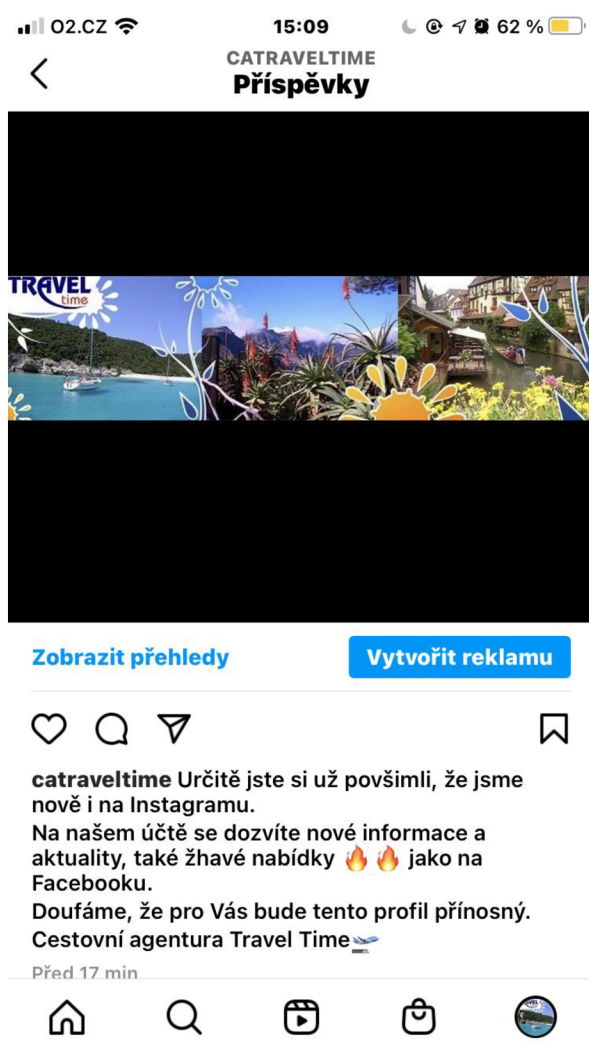 O2.CZ 15:09 62 %
CATRAVELTIME
Příspěvky
TRAVEL
time
Zobrazit přehledy Vytvořit reklamu
catraveltime Určitě jste si už povšimli, že jsme
nově i na Instagramu.
Na našem účtě se dozvíte nové informace a
aktuality, také žhavé nabídky 🔥 🔥 jako na
Facebooku.
Doufáme, že pro Vás bude tento profil přínosný.
Cestovní agentura Travel Time🛫
Před 17 min